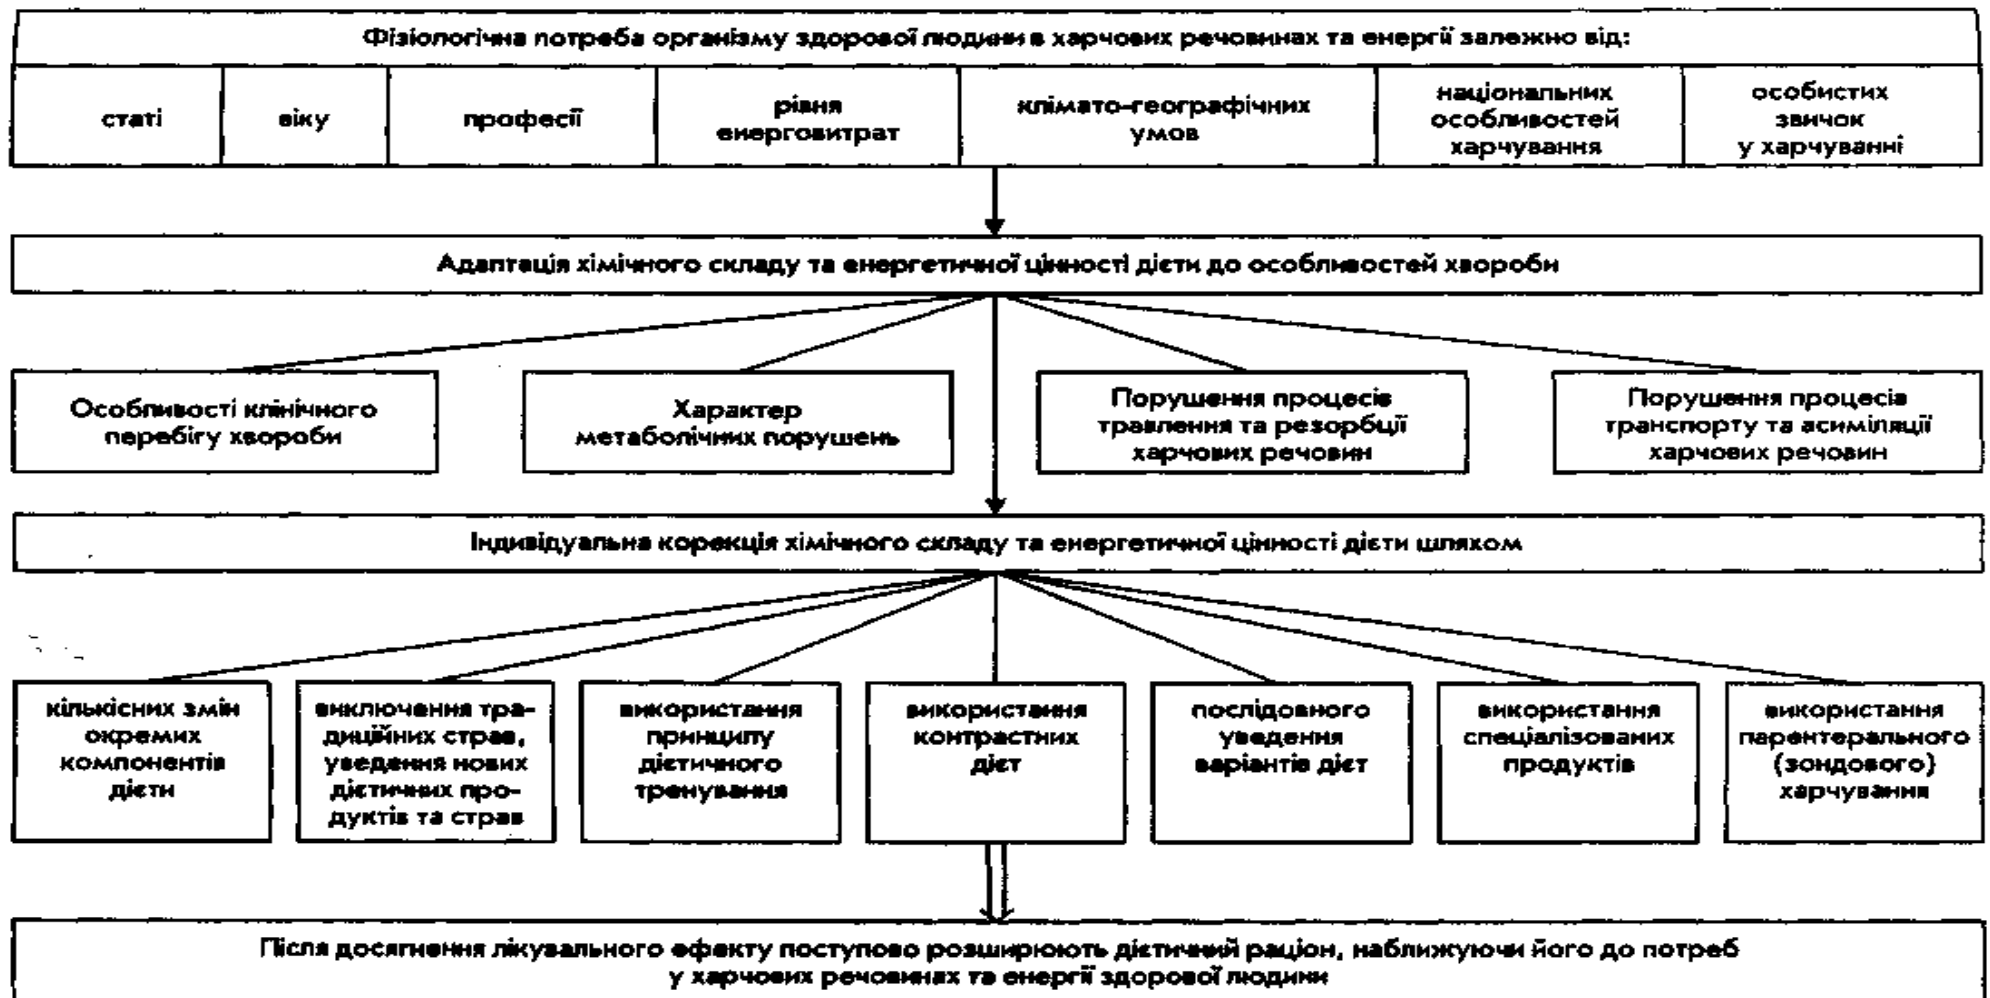 Фізіологічна потреба організму здорової людини в харчових речовинах та енергії залежно від:
статі
віку
професії
рівня
енерговитрат
клімато-географічних
умов
національних
особливостей
харчування
особистих
звичок
у харчуванні
Адаптація хімічного складу та енергетичної цінності дієти до особливостей хвороби
Особливості клінічного
перебігу хвороби
Характер
метаболічних порушень
Порушення процесів
травлення та резорбції
харчових речовин
Порушення процесів
транспорту та асиміляції
харчових речовин
Індивідуальна корекція хімічного складу та енергетичної цінності дієти шляхом
кількісних змін
окремих
компонентів
дієти
виключення тра-
диційних страв,
уведення нових
дієтичних про-
дуктів та страв
використання
принципу
дієтичного
тренування
використання
контрастних
дієт
послідовного
уведення
варіантів дієт
використання
спеціалізованих
продуктів
використання
парентерального
(зондового)
харчування
Після досягнення лікувального ефекту поступово розширюють дієтичний раціон, наближуючи його до потреб
у харчових речовинах та енергії здорової людини